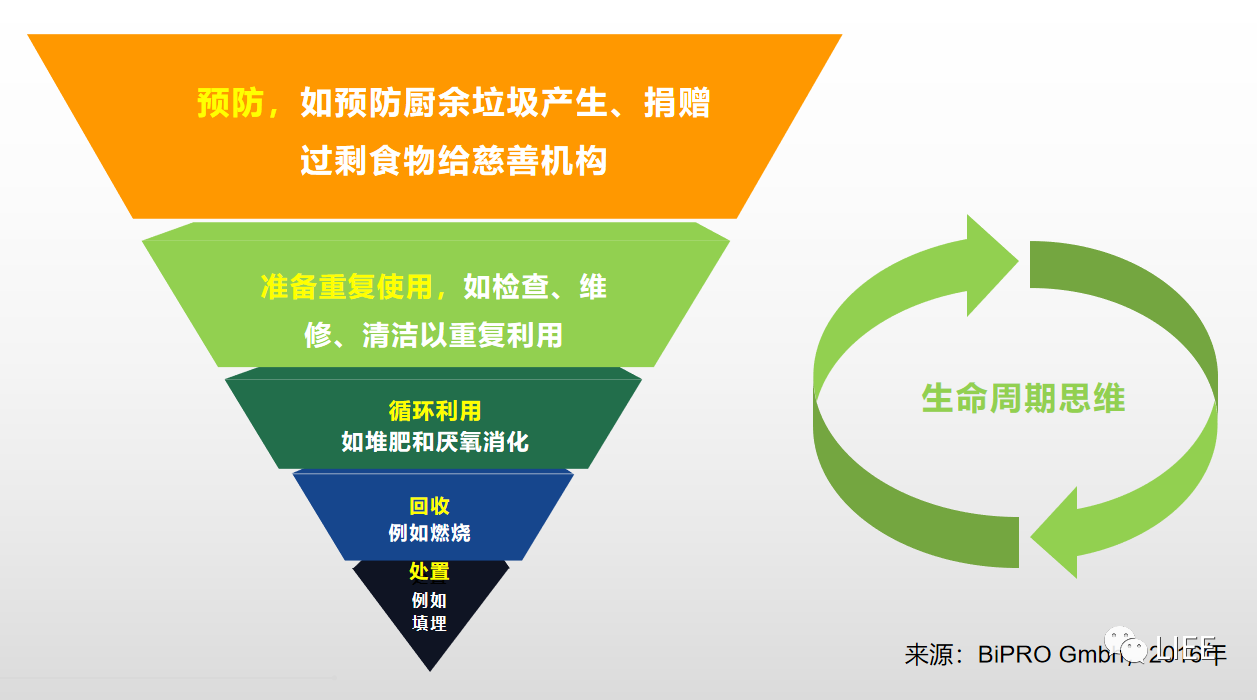 预防，如预防厨余垃圾产生、捐赠
过剩食物给慈善机构
准备重复使用，如检查、维
修、清洁以重复利用
循环利用
如堆肥和厌氧消化
回收
例如燃烧
处置
例如
填埋
生命周期思维
来源：BiPRO GmbH, 2016年